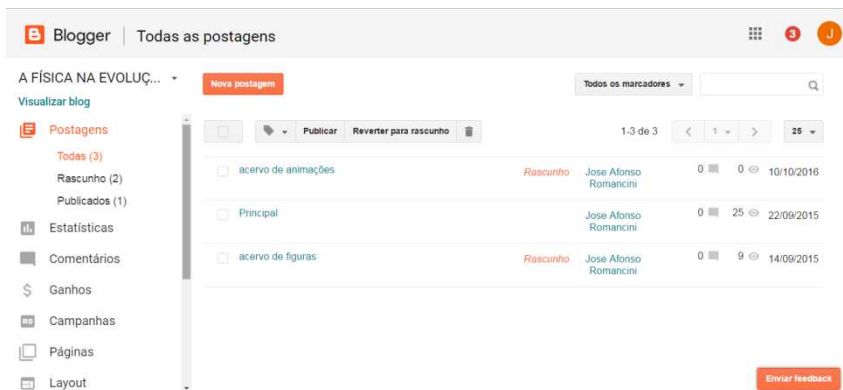 Blogger | Todas as postagens
3
J
A FÍSICA NA EVOLUÇ...
Visualizar blog
Postagens
Todas (3)
Rascunho (2)
Publicados (1)
Estatísticas
Comentários
Ganhos
Campanhas
Páginas
Layout
Nova postagem
Todos os marcadores
Publicar Reverter para rascunho 1-3 de 3 1 25
acervo de animações Rascunho Jose Afonso Romancini 0 0 10/10/2016
Principal Jose Afonso Romancini 0 25 22/09/2015
acervo de figuras Rascunho Jose Afonso Romancini 0 9 14/09/2015
Enviar feedback